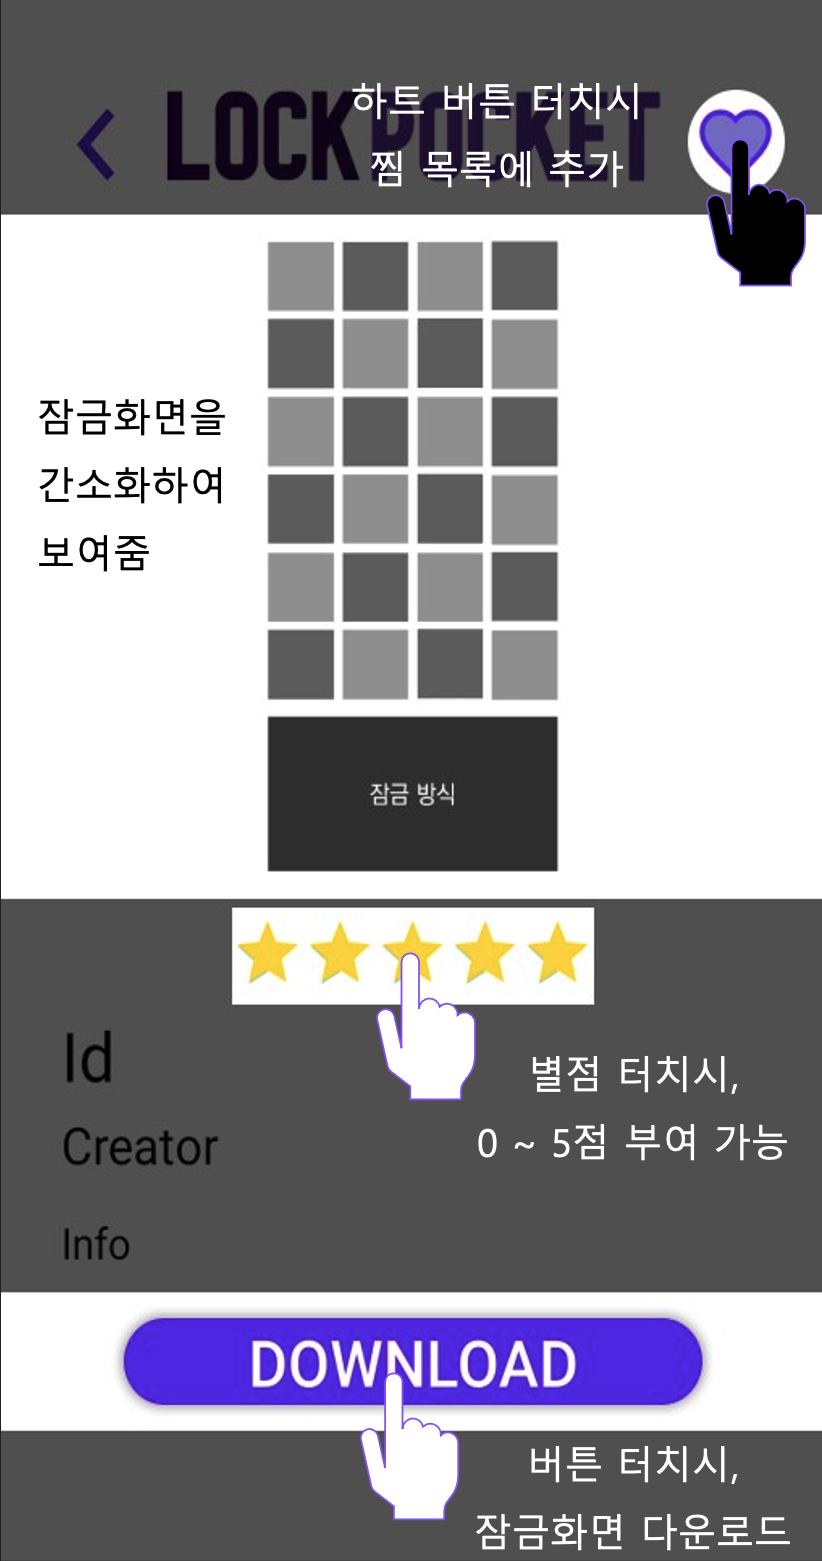 LOCKPOCKET
하트 버튼 터치시
찜 목록에 추가
잠금화면을
간소화하여
보여줌
잠금 방식
Id
Creator
Info
별점 터치시,
0 ~ 5점 부여 가능
DOWNLOAD
버튼 터치시,
잠금화면 다운로드